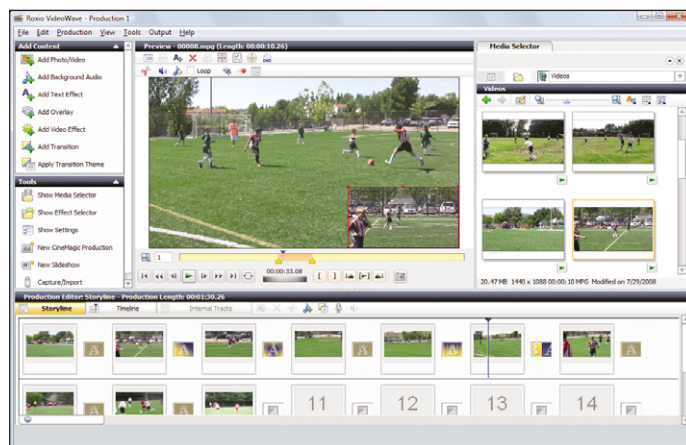 Roxio VideoWave - Production 1
File Edit Production View Tools Output Help
Add Content
Add Photo/Video
Add Background Audio
Add Text Effect
Add Overlay
Add Video Effect
Add Transition
Apply Transition Theme
Tools
Show Media Selector
Show Effect Selector
Show Settings
New CineMagic Production
New Slideshow
Capture/Import
Preview - 00008.mpg (Length: 00:00:10.26)
Loop
DVD
1
00:00:33.08
Media Selector
Videos
Videos
20.47 MB 1440 x 1088 00:00:10 MPG Modified on 7/29/2008
Production Editor: Storyline - Production Length: 00:01:30.26
Storyline Timeline Internal Tracks
A A A A B A
A A 11 12 13 14